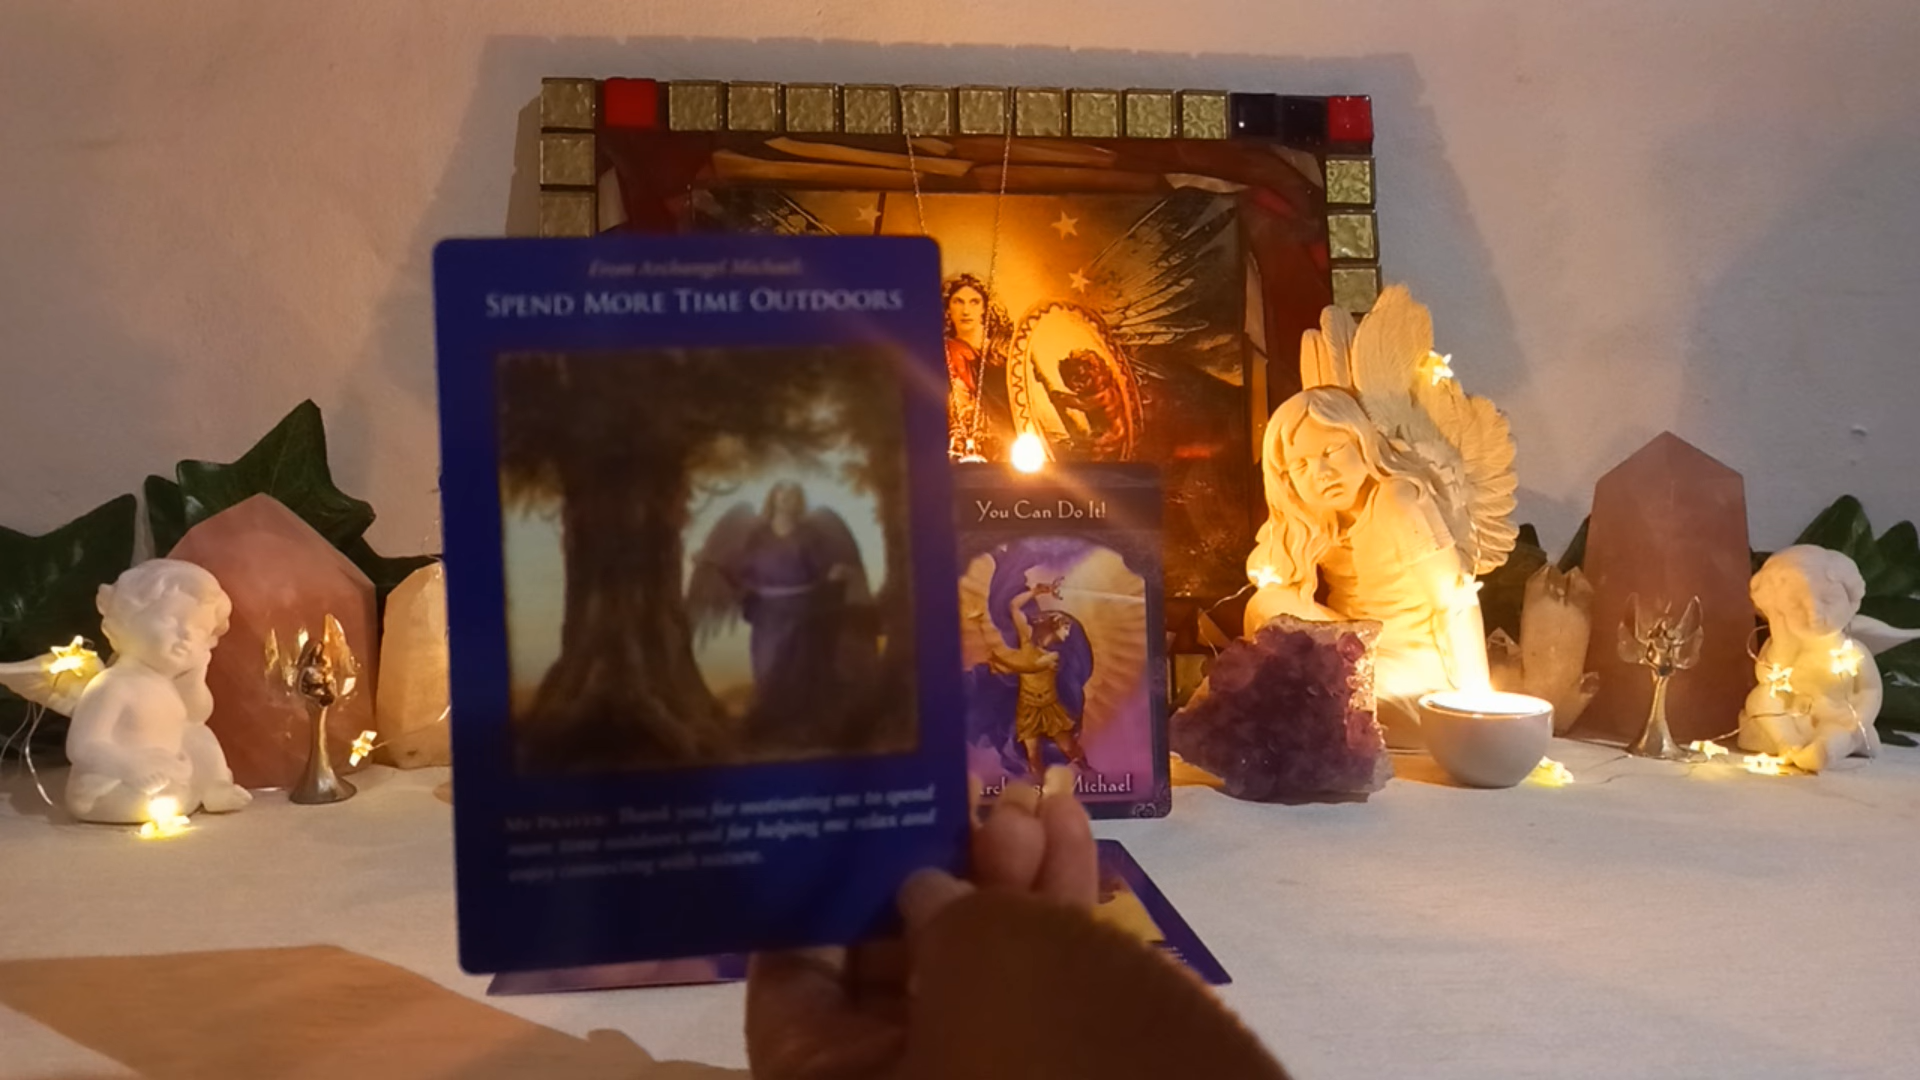 From Archangel Michael:
SPEND MORE TIME OUTDOORS
MY PRAYER: Thank you for motivating me to spend
more time outdoors and for helping me relax and
enjoy connecting with nature.
You Can Do It!
Michael